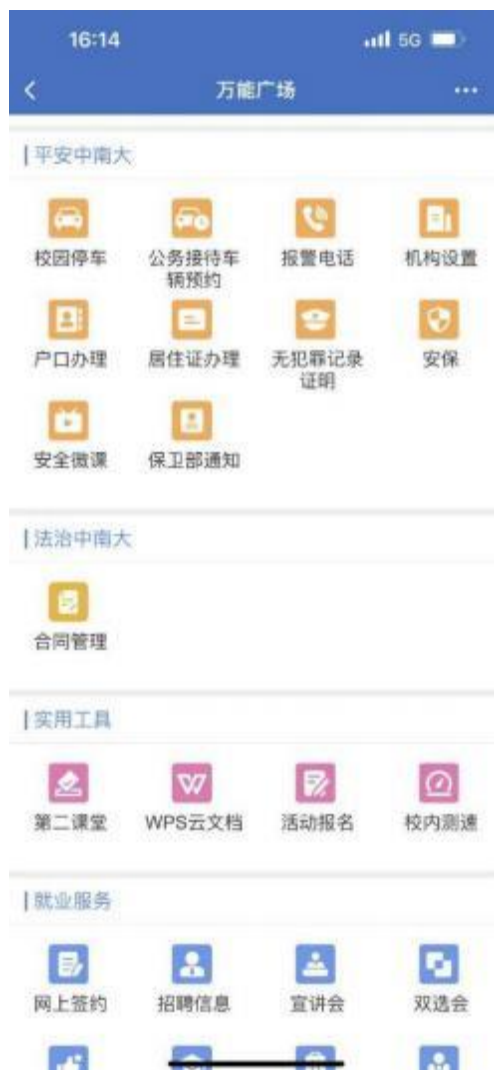 16:14 5G
万能广场
平安中南大
校园停车 公务接待车 报警电话 机构设置
辆预约
户口办理 居住证办理 无犯罪记录 安保
证明
安全微课 保卫部通知
法治中南大
合同管理
实用工具
第二课堂 WPS云文档 活动报名 校内测速
就业服务
网上签约 招聘信息 宣讲会 双选会